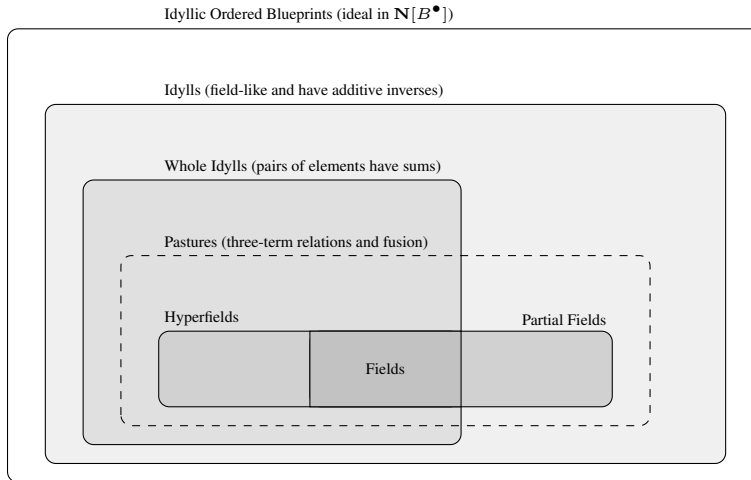 Idyllic Ordered Blueprints (ideal in N[B•])
Idylls (field-like and have additive inverses)
Whole Idylls (pairs of elements have sums)
Pastures (three-term relations and fusion)
Hyperfields
Partial Fields
Fields